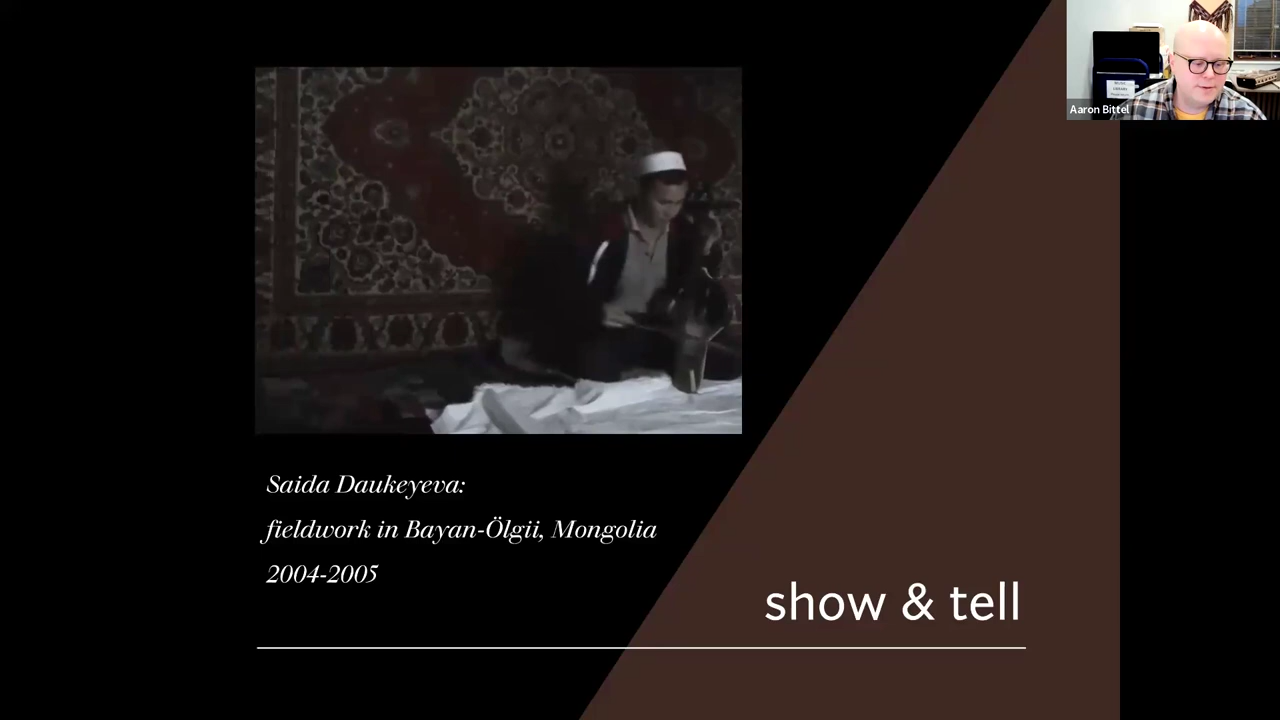 Aaron Bittel
Saida Daukeyeva:
fieldwork in Bayan-Ölgii, Mongolia
2004-2005
show & tell